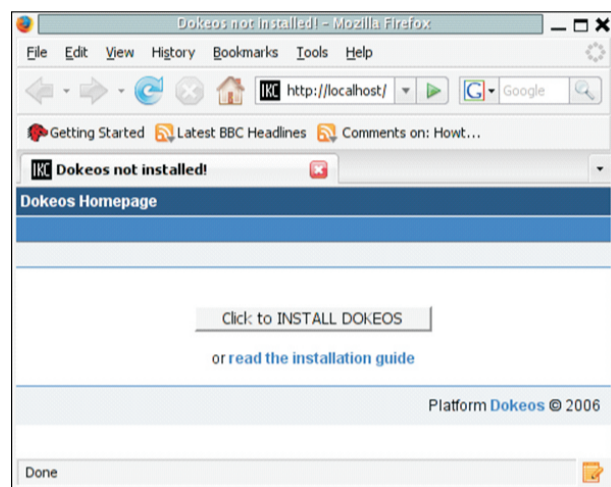 Dokeos not installed! - Mozilla Firefox
File Edit View History Bookmarks Tools Help
IKC http://localhost/ G Google
Getting Started Latest BBC Headlines Comments on: Howt...
IKC Dokeos not installed!
Dokeos Homepage
Click to INSTALL DOKEOS
or read the installation guide
Platform Dokeos © 2006
Done